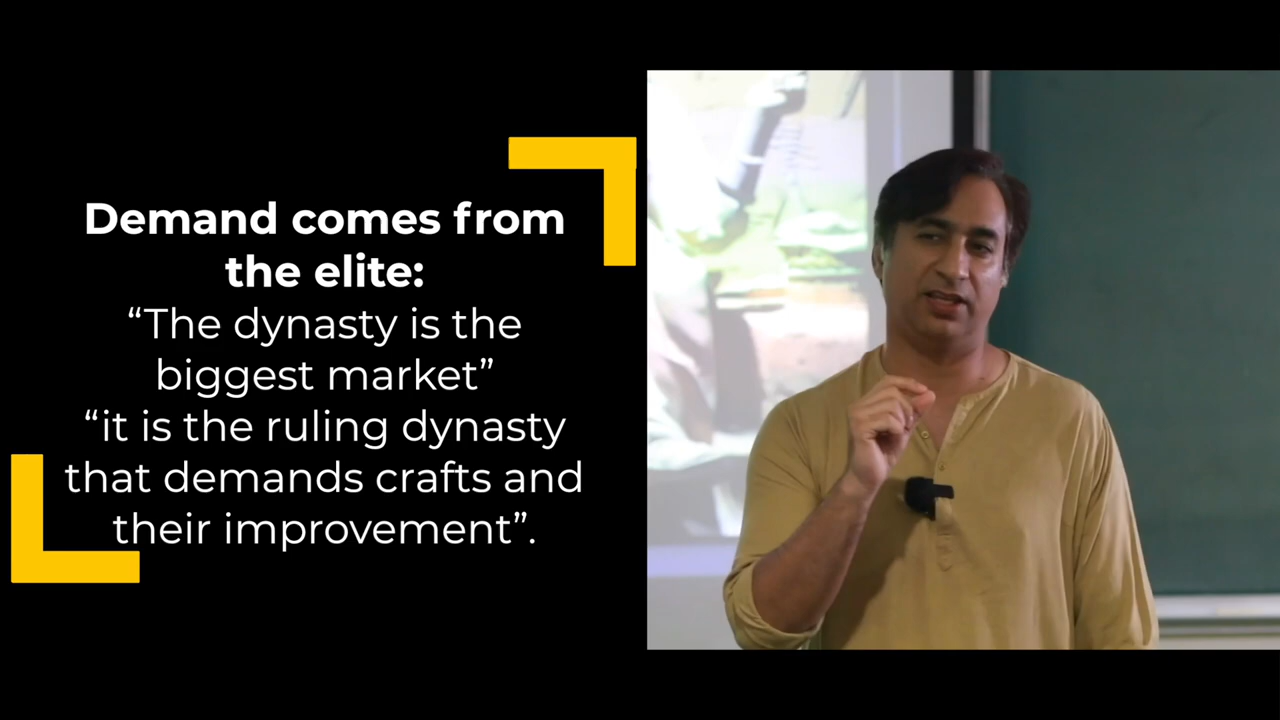 Demand comes from
the elite:
“The dynasty is the
biggest market”
“it is the ruling dynasty
that demands crafts and
their improvement”.